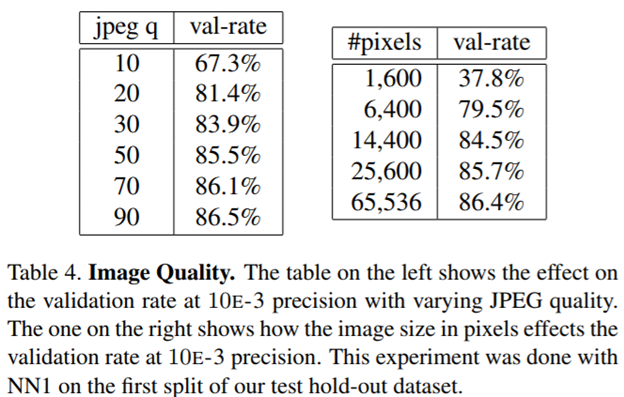 jpeg q val-rate
10 67.3%
20 81.4%
30 83.9%
50 85.5%
70 86.1%
90 86.5%
#pixels val-rate
1,600 37.8%
6,400 79.5%
14,400 84.5%
25,600 85.7%
65,536 86.4%
Table 4. Image Quality. The table on the left shows the effect on
the validation rate at 10E-3 precision with varying JPEG quality.
The one on the right shows how the image size in pixels effects the
validation rate at 10E-3 precision. This experiment was done with
NN1 on the first split of our test hold-out dataset.